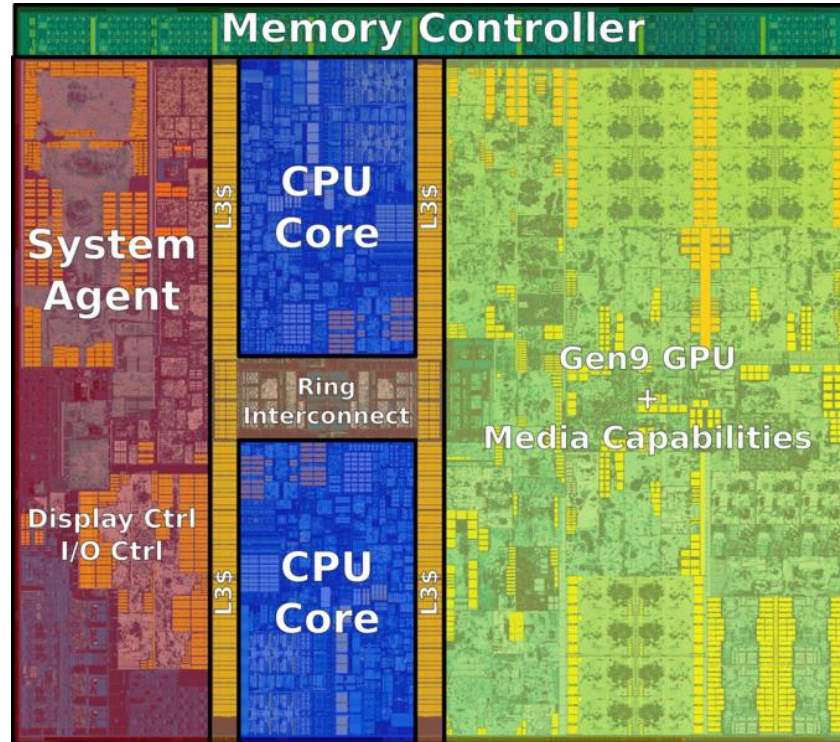 Memory Controller
System
Agent
Display Ctrl
I/O Ctrl
L3$
CPU
Core
L3$
Ring
Interconnect
L3$
CPU
Core
L3$
Gen9 GPU
+
Media Capabilities